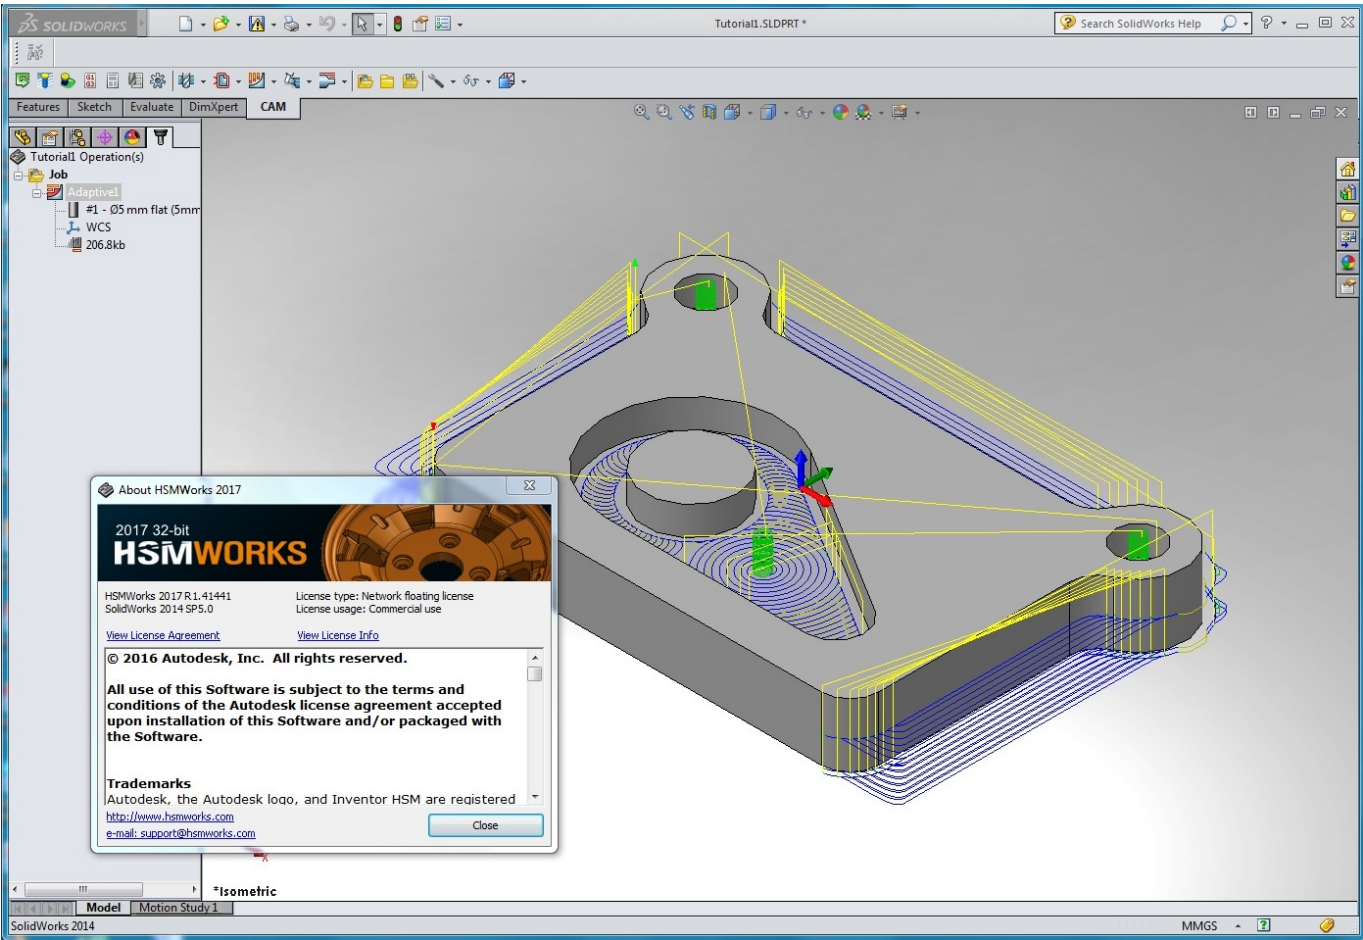 SOLIDWORKS
Tutorial1.SLDPRT *
Search SolidWorks Help
Features
Sketch
Evaluate
DimXpert
CAM
Tutorial1 Operation(s)
Job
Adaptive1
#1 - Ø5 mm flat (5mm
WCS
206.8kb
About HSMWorks 2017
2017 32-bit
HSMWORKS
HSMWorks 2017 R1.41441
License type: Network floating license
SolidWorks 2014 SP5.0
License usage: Commercial use
View License Agreement
View License Info
© 2016 Autodesk, Inc. All rights reserved.
All use of this Software is subject to the terms and
conditions of the Autodesk license agreement accepted
upon installation of this Software and/or packaged with
the Software.
Trademarks
Autodesk, the Autodesk logo, and Inventor HSM are registered
http://www.hsmworks.com
e-mail: support@hsmworks.com
Close
X
*Isometric
Model
Motion Study 1
SolidWorks 2014
MMGS